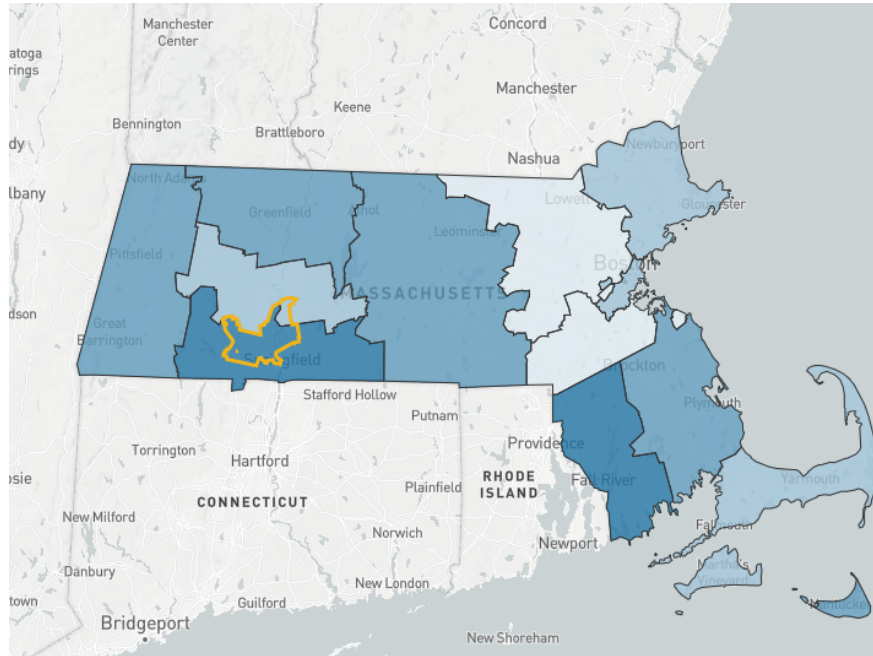 Concord
Manchester
Center
atoga
rings
Manchester
Keene
Bennington
Brattleboro
dy
Nashua
Newburyport
North Adams
lbany
Lowell
Gloucester
Greenfield
Athol
Leominster
Pittsfield
Boston
MASSACHUSETTS
dson
Great
Barrington
Springfield
Brockton
Stafford Hollow
Plymouth
Putnam
Torrington
Providence
Hartford
RHODE
ISLAND
Fall River
Yarmouth
osie
Plainfield
CONNECTICUT
New Milford
Falmouth
Norwich
Newport
Martha's
Vineyard
Danbury
New London
town
Guilford
Nantucket
Bridgeport
New Shoreham